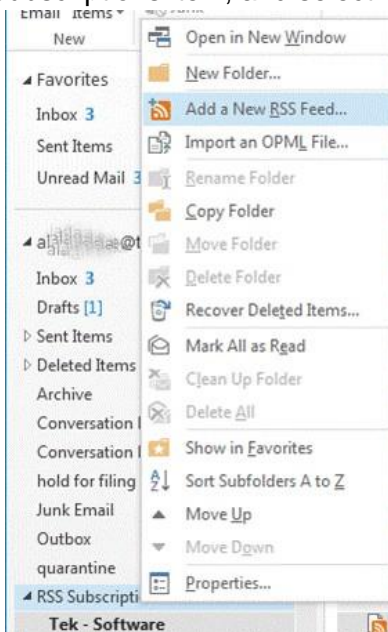 Email Items
New
Favorites
Inbox 3
Sent Items
Unread Mail 3
Inbox 3
Drafts [1]
Sent Items
Deleted Items
Archive
Conversation
Conversation
hold for filing
Junk Email
Outbox
quarantine
RSS Subscripti
Tek - Software
Open in New Window
New Folder...
Add a New RSS Feed...
Import an OPML File...
Rename Folder
Copy Folder
Move Folder
Delete Folder
Recover Deleted Items...
Mark All as Read
Clean Up Folder
Delete All
Show in Favorites
Sort Subfolders A to Z
Move Up
Move Down
Properties...